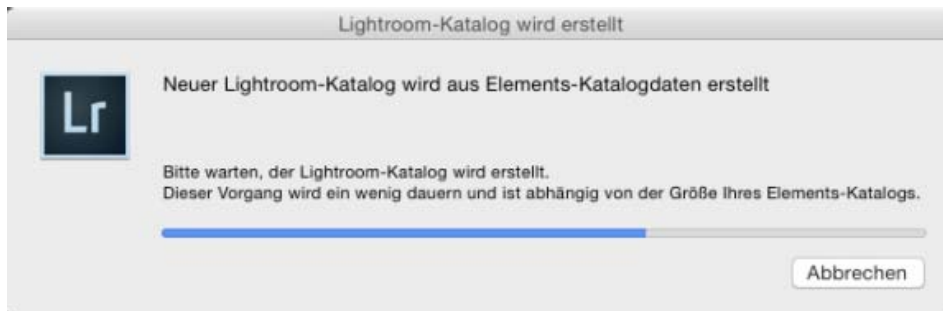 Lightroom-Katalog wird erstellt
Lr
Neuer Lightroom-Katalog wird aus Elements-Katalogdaten erstellt
Bitte warten, der Lightroom-Katalog wird erstellt.
Dieser Vorgang wird ein wenig dauern und ist abhängig von der Größe Ihres Elements-Katalogs.
Abbrechen